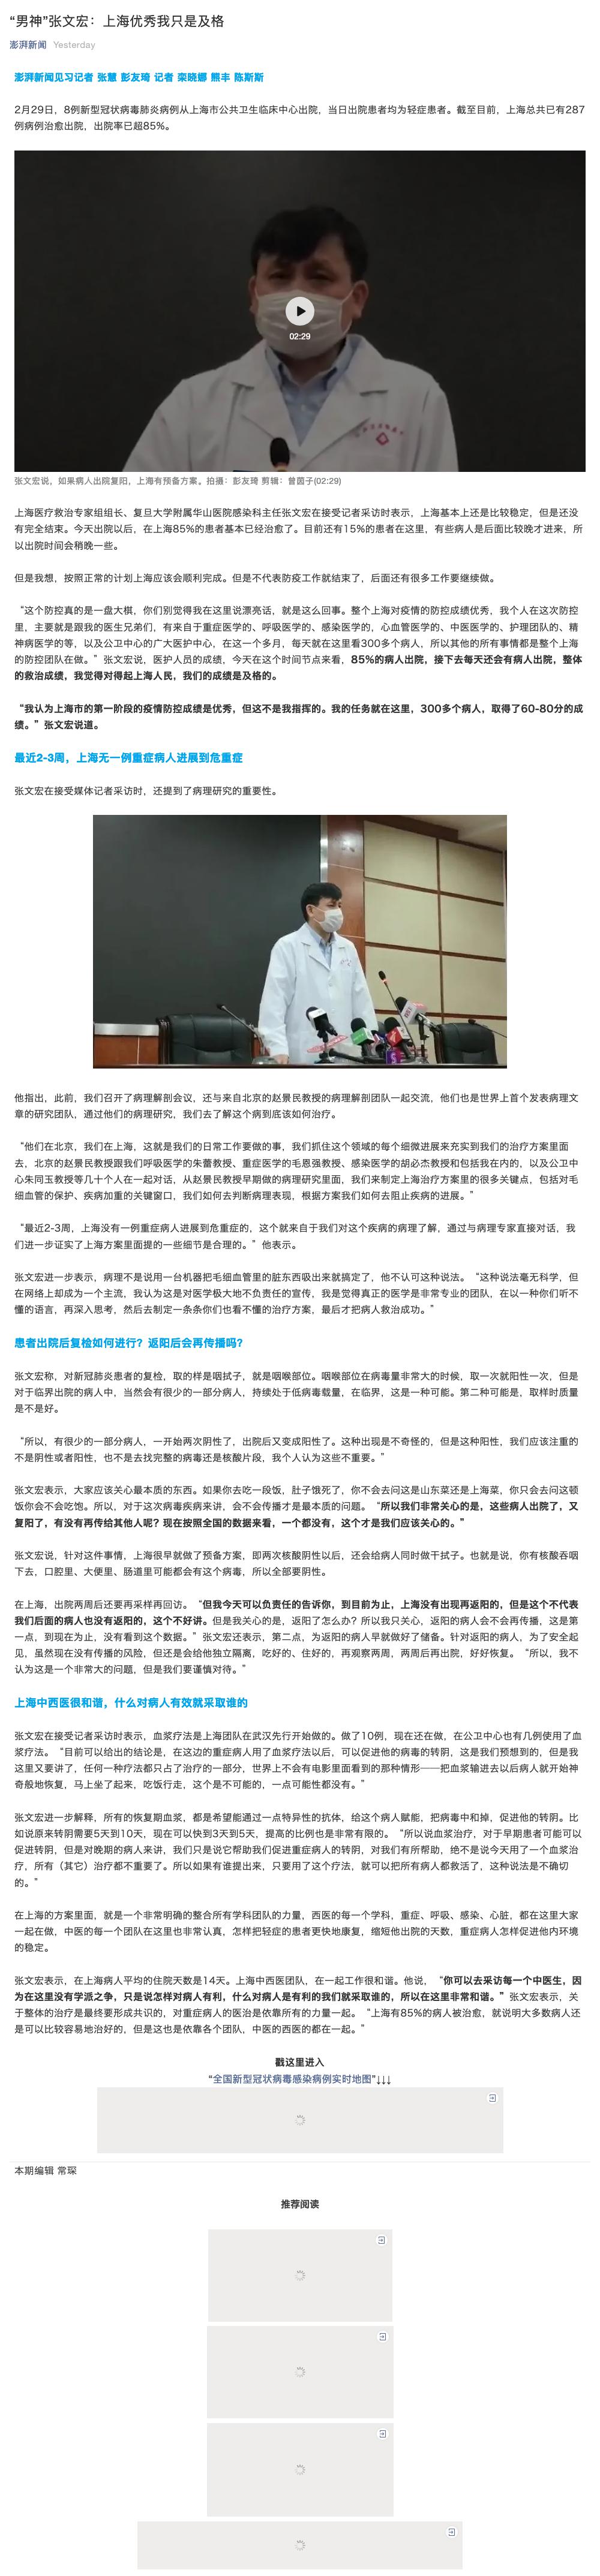 “男神”张文宏：上海优秀我只是及格
澎湃新闻 Yesterday
澎湃新闻见习记者 张慧 彭友琦 记者 栾晓娜 熊丰 陈斯斯
2月29日，8例新型冠状病毒肺炎病例从上海市公共卫生临床中心出院，当日出院患者均为轻症患者。截至目前，上海总共已有287
例病例治愈出院，出院率已超85%。
02:29
张文宏说，如果病人出院复阳，上海有预备方案。拍摄：彭友琦 剪辑：曾茵子(02:29)
上海医疗救治专家组组长、复旦大学附属华山医院感染科主任张文宏在接受记者采访时表示，上海基本上还是比较稳定，但是还没
有完全结束。今天出院以后，在上海85%的患者基本已经治愈了。目前还有15%的患者在这里，有些病人是后面比较晚才进来，所
以出院时间会稍晚一些。
但是我想，按照正常的计划上海应该会顺利完成。但是不代表防疫工作就结束了，后面还有很多工作要继续做。
“这个防控真的是一盘大棋，你们别觉得我在这里说漂亮话，就是这么回事。整个上海对疫情的防控成绩优秀，我个人在这次防控
里，主要就是跟我的医生兄弟们，有来自于重症医学的、呼吸医学的、感染医学的，心血管医学的、中医医学的、护理团队的、精
神病医学的等，以及公卫中心的广大医护中心，在这一个多月，每天就在这里看300多个病人，所以其他的所有事情都是整个上海
的防控团队在做。”张文宏说，医护人员的成绩，今天在这个时间节点来看，85%的病人出院，接下去每天还会有病人出院，整体
的救治成绩，我觉得对得起上海人民，我们的成绩是及格的。
“我认为上海市的第一阶段的疫情防控成绩是优秀，但这不是我指挥的。我的任务就在这里，300多个病人，取得了60-80分的成
绩。”张文宏说道。
最近2-3周，上海无一例重症病人进展到危重症
张文宏在接受媒体记者采访时，还提到了病理研究的重要性。
他指出，此前，我们召开了病理解剖会议，还与来自北京的赵景民教授的病理解剖团队一起交流，他们也是世界上首个发表病理文
章的研究团队，通过他们的病理研究，我们去了解这个病到底该如何治疗。
“他们在北京，我们在上海，这就是我们的日常工作要做的事，我们抓住这个领域的每个细微进展来充实到我们的治疗方案里面
去，北京的赵景民教授跟我们呼吸医学的朱蕾教授、重症医学的毛恩强教授、感染医学的胡必杰教授和包括我在内的，以及公卫中
心朱同玉教授等几十个人在一起对话，从赵景民教授早期做的病理研究里面，我们来制定上海治疗方案里的很多关键点，包括对毛
细血管的保护、疾病加重的关键窗口，我们如何去判断病理表现，根据方案我们如何去阻止疾病的进展。”
“最近2-3周，上海没有一例重症病人进展到危重症的，这个就来自于我们对这个疾病的病理了解，通过与病理专家直接对话，我
们进一步证实了上海方案里面提的一些细节是合理的。”他表示。
张文宏进一步表示，病理不是说用一台机器把毛细血管里的脏东西吸出来就搞定了，他不认可这种说法。“这种说法毫无科学，但
在网络上却成为一个主流，我认为这是对医学极大地不负责任的宣传，我是觉得真正的医学是非常专业的团队，在以一种你们听不
懂的语言，再深入思考，然后去制定一条条你们也看不懂的治疗方案，最后才把病人救治成功。”
患者出院后复检如何进行？返阳后会再传播吗？
张文宏称，对新冠肺炎患者的复检，取的样是咽拭子，就是咽喉部位。咽喉部位在病毒量非常大的时候，取一次就阳性一次，但是
对于临界出院的病人中，当然会有很少的一部分病人，持续处于低病毒载量，在临界，这是一种可能。第二种可能是，取样时质量
是不是好。
“所以，有很少的一部分病人，一开始两次阴性了，出院后又变成阳性了。这种出现是不奇怪的，但是这种阳性，我们应该注重的
不是阴性或者阳性，也不是去找完整的病毒还是核酸片段，我个人认为这些不重要。”
张文宏表示，大家应该关心最本质的东西。如果你去吃一段饭，肚子饿死了，你不会去问这是山东菜还是上海菜，你只会去问这顿
饭你会不会吃饱。所以，对于这次病毒疾病来讲，会不会传播才是最本质的问题。“所以我们非常关心的是，这些病人出院了，又
复阳了，有没有再传给其他人呢？现在按照全国的数据来看，一个都没有，这个才是我们应该关心的。”
张文宏说，针对这件事情，上海很早就做了预备方案，即两次核酸阴性以后，还会给病人同时做干拭子。也就是说，你有核酸吞咽
下去，口腔里、大便里、肠道里可能都会有这个病毒，所以全部要阴性。
在上海，出院两周后还要再采样再回访。“但我今天可以负责任的告诉你，到目前为止，上海没有出现再返阳的，但是这个不代表
我们后面的病人也没有返阳的，这个不好讲。但是我关心的是，返阳了怎么办？所以我只关心，返阳的病人会不会再传播，这是第
一点，到现在为止，没有看到这个数据。”张文宏还表示，第二点，为返阳的病人早就做好了储备。针对返阳的病人，为了安全起
见，虽然现在没有传播的风险，但还是会给他独立隔离，吃好的、住好的，再观察两周，两周后再出院，好好恢复。“所以，我不
认为这是一个非常大的问题，但是我们要谨慎对待。”
上海中西医很和谐，什么对病人有效就采取谁的
张文宏在接受记者采访时表示，血浆疗法是上海团队在武汉先行开始做的。做了10例，现在还在做，在公卫中心也有几例使用了血
浆疗法。“目前可以给出的结论是，在这边的重症病人用了血浆疗法以后，可以促进他的病毒的转阴，这是我们预想到的，但是我
这里又要讲了，任何一种疗法都只占了治疗的一部分，世界上不会有电影里面看到的那种情形——把血浆输进去以后病人就开始神
奇般地恢复，马上坐了起来，吃饭行走，这个是不可能的，一点可能性都没有。”
张文宏进一步解释，所有的恢复期血浆，都是希望能通过一点特异性的抗体，给这个病人赋能，把病毒中和掉，促进他的转阴。比
如说原来转阴需要5天到10天，现在可以快到3天到5天，提高的比例也是非常有限的。“所以说血浆治疗，对于早期患者可能可以
促进转阴，但是对晚期的病人来讲，我们只是说它帮助我们促进重症病人的转阴，对我们有所帮助，绝不是说今天用了一个血浆治
疗，所有（其它）治疗都不重要了。所以如果有谁提出来，只要用了这个疗法，就可以把所有病人都救活了，这种说法是不确切
的。”
在上海的方案里面，就是一个非常明确的整合所有学科团队的力量，西医的每一个学科，重症、呼吸、感染、心脏，都在这里大家
一起在做，中医的每一个团队在这里也非常认真，怎样把轻症的患者更快地康复，缩短他出院的天数，重症病人怎样促进他内环境
的稳定。
张文宏表示，在上海病人平均的住院天数是14天。上海中西医团队，在一起工作很和谐。他说，“你可以去采访每一个中医生，因
为在这里没有学派之争，只是说怎样对病人有利，什么对病人是有利的我们就采取谁的，所以在这里非常和谐。”张文宏表示，关
于整体的治疗是最终要形成共识的，对重症病人的医治是依靠所有的力量一起。“上海有85%的病人被治愈，就说明大多数病人还
是可以比较容易地治好的，但是这也是依靠各个团队，中医的西医的都在一起。”
戳这里进入
“全国新型冠状病毒感染病例实时地图”↓↓↓
本期编辑 常琛
推荐阅读